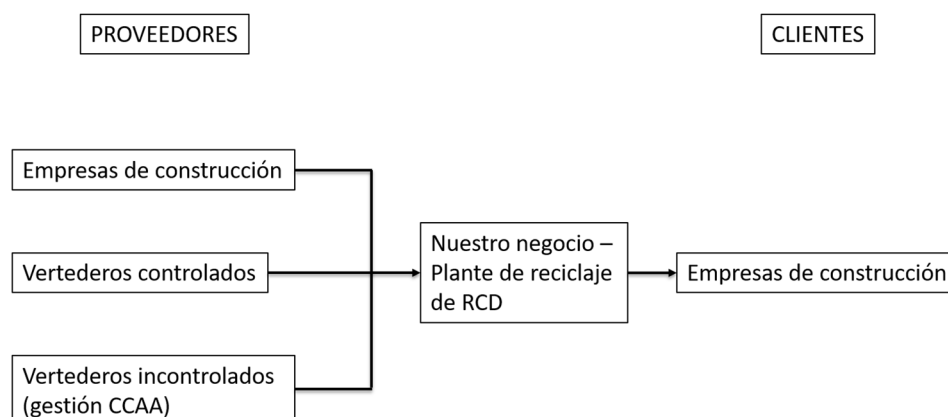 PROVEEDORES
CLIENTES
Empresas de construcción
Vertederos controlados
Vertederos incontrolados
(gestión CCAA)
Nuestro negocio –
Plante de reciclaje
de RCD
Empresas de construcción